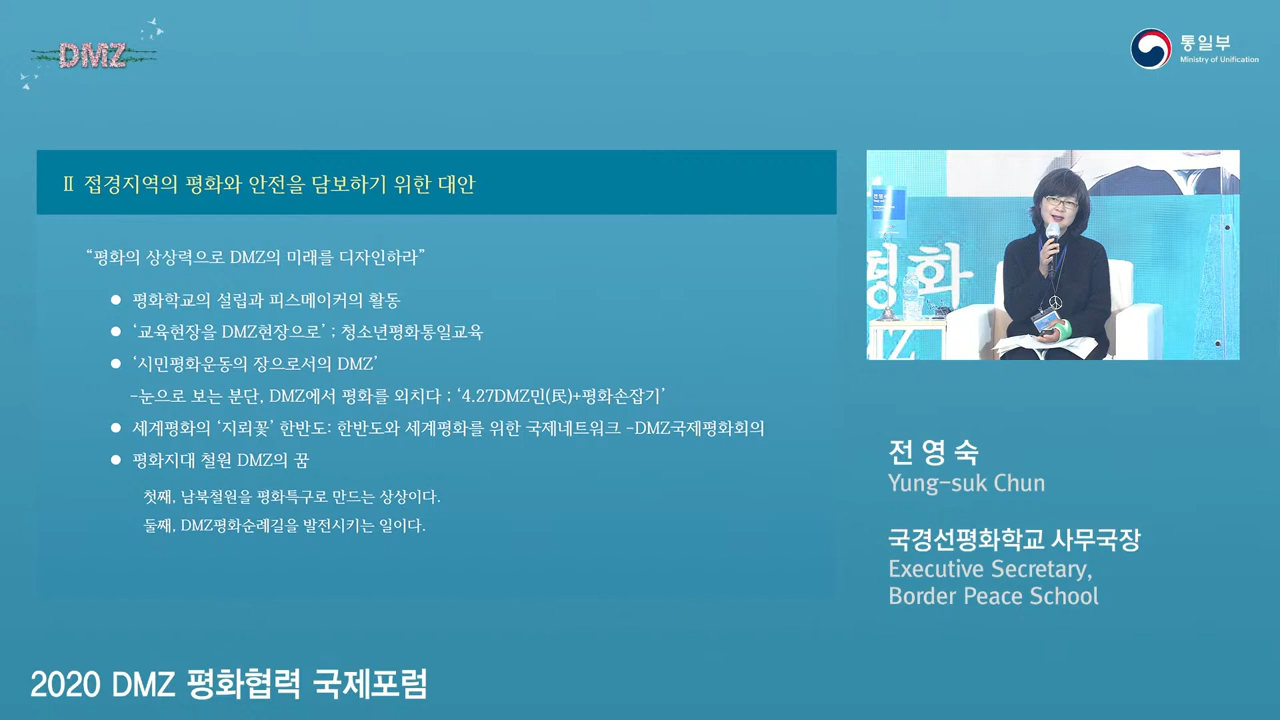 DMZ
통일부
Ministry of Unification
Ⅱ 접경지역의 평화와 안전을 담보하기 위한 대안
“평화의 상상력으로 DMZ의 미래를 디자인하라”
● 평화학교의 설립과 피스메이커의 활동
● ‘교육현장을 DMZ현장으로’ ; 청소년평화통일교육
● ‘시민평화운동의 장으로서의 DMZ’
-눈으로 보는 분단, DMZ에서 평화를 외치다 ; ‘4.27DMZ민(民)+평화손잡기’
● 세계평화의 ‘지뢰꽃’ 한반도: 한반도와 세계평화를 위한 국제네트워크 -DMZ국제평화회의
● 평화지대 철원 DMZ의 꿈
첫째, 남북철원을 평화특구로 만드는 상상이다.
둘째, DMZ평화순례길을 발전시키는 일이다.
평화
전영숙
Yung-suk Chun
국경선평화학교 사무국장
Executive Secretary,
Border Peace School
2020 DMZ 평화협력 국제포럼